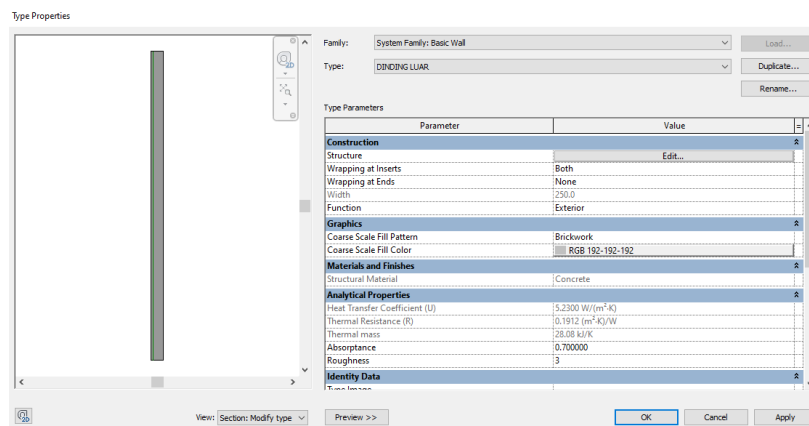 Type Properties
Family: System Family: Basic Wall Load...
Type: DINDING LUAR Duplicate...
Rename...
Type Parameters
Parameter Value =
Construction
Structure Edit...
Wrapping at Inserts Both
Wrapping at Ends None
Width 250.0
Function Exterior
Graphics
Coarse Scale Fill Pattern Brickwork
Coarse Scale Fill Color RGB 192-192-192
Materials and Finishes
Structural Material Concrete
Analytical Properties
Heat Transfer Coefficient (U) 5.2300 W/(m²·K)
Thermal Resistance (R) 0.1912 (m²·K)/W
Thermal mass 28.08 kJ/K
Absorptance 0.700000
Roughness 3
Identity Data
Type Image
2D
View: Section: Modify type Preview >> OK Cancel Apply